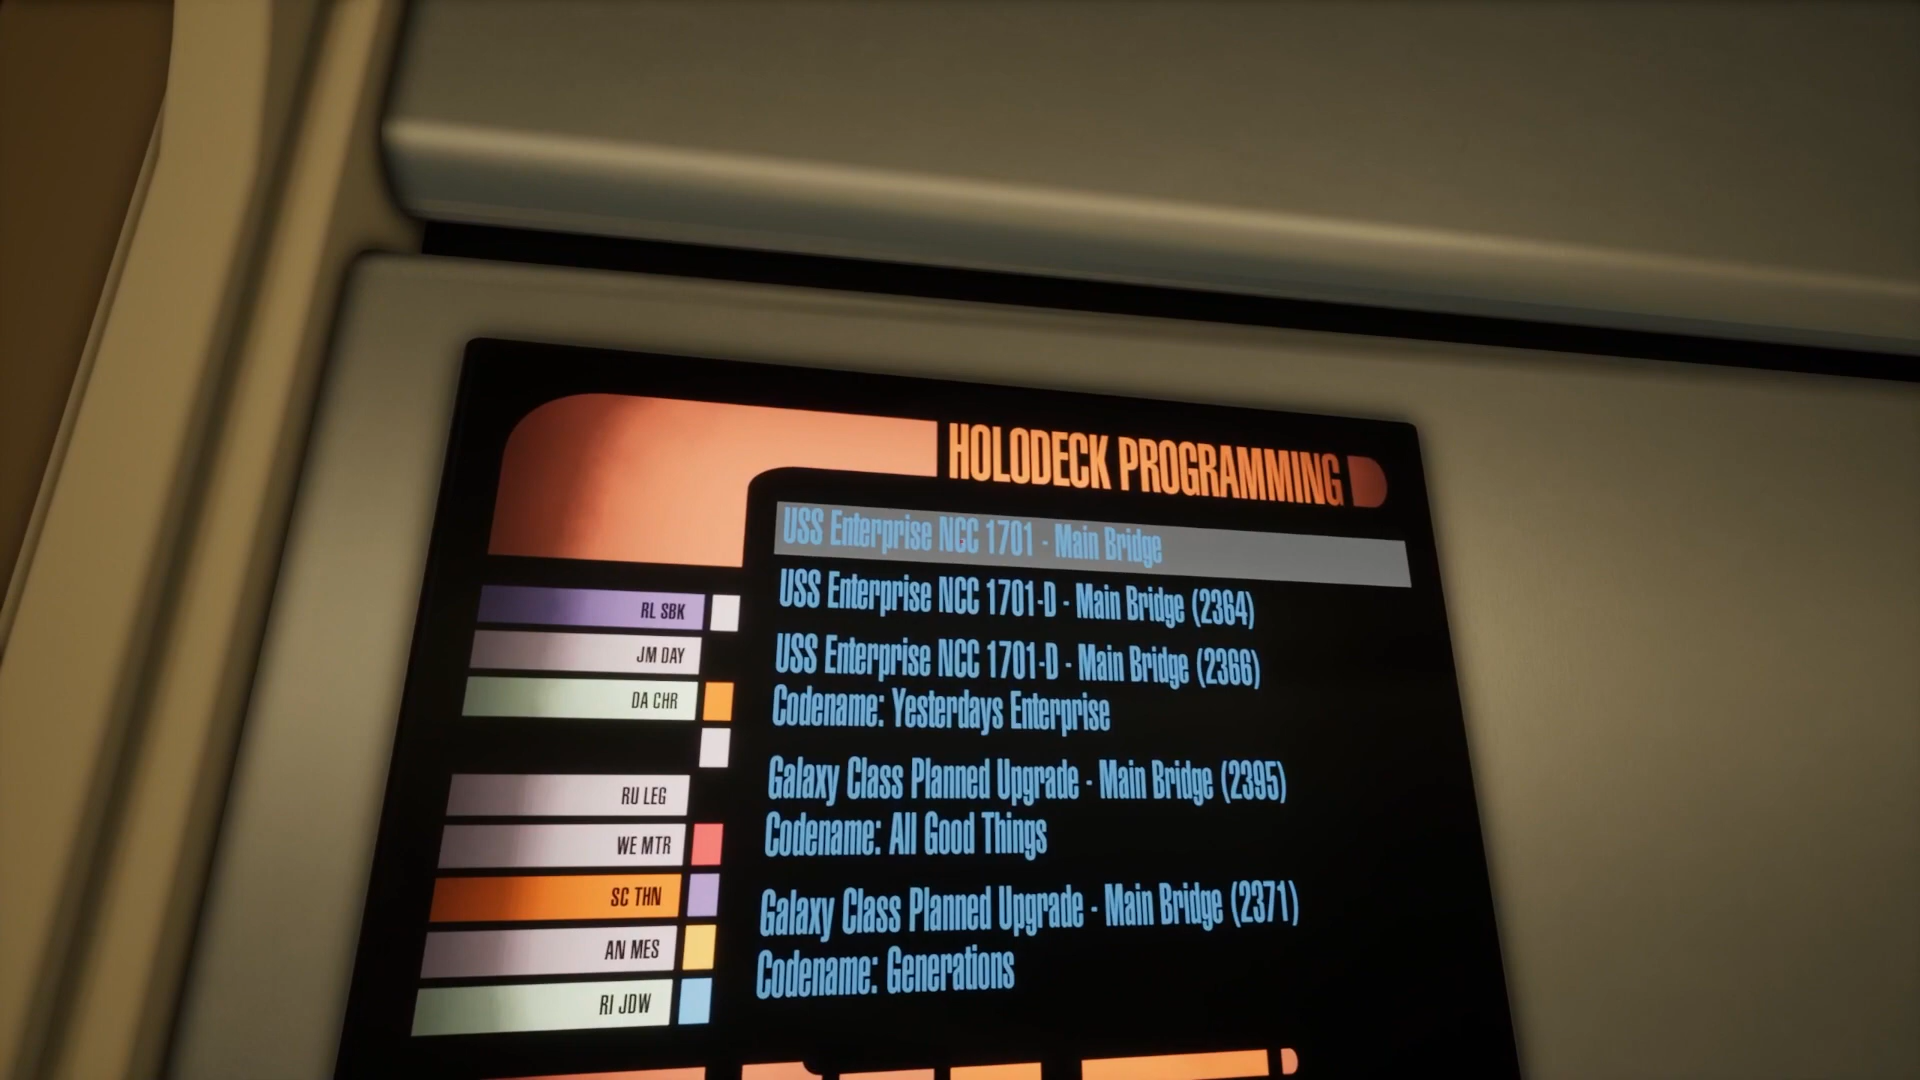 HOLODECK PROGRAMMING
USS Enterprise NCC 1701 - Main Bridge
USS Enterprise NCC 1701-D - Main Bridge (2364)
USS Enterprise NCC 1701-D - Main Bridge (2366)
Codename: Yesterdays Enterprise
Galaxy Class Planned Upgrade - Main Bridge (2395)
Codename: All Good Things
Galaxy Class Planned Upgrade - Main Bridge (2371)
Codename: Generations
RL SBK
JM DAY
DA CHR
RU LEG
WE MTR
SC THN
AN MES
RI JDW